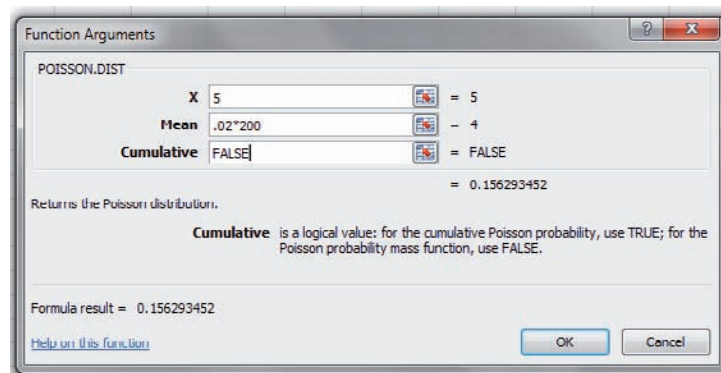 Function Arguments
POISSON.DIST
X 5 = 5
Mean .02*200 = 4
Cumulative FALSE = FALSE
= 0.156293452
Returns the Poisson distribution.
Cumulative is a logical value: for the cumulative Poisson probability, use TRUE; for the
Poisson probability mass function, use FALSE.
Formula result = 0.156293452
Help on this function
OK Cancel